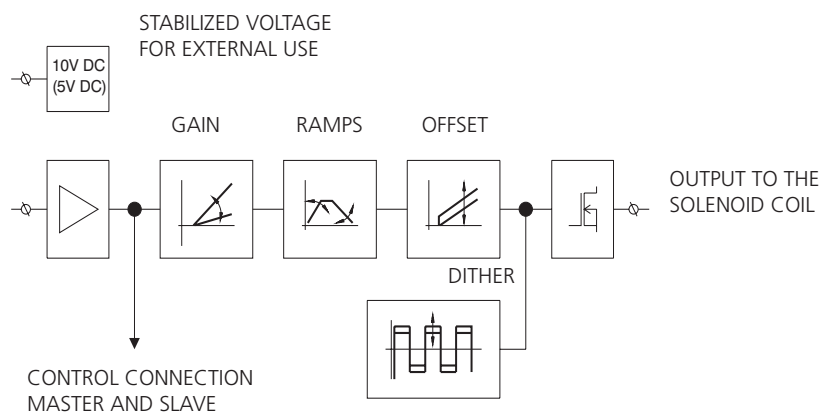 STABILIZED VOLTAGE
FOR EXTERNAL USE
10V DC
(5V DC)
GAIN
RAMPS
OFFSET
OUTPUT TO THE
SOLENOID COIL
DITHER
CONTROL CONNECTION
MASTER AND SLAVE